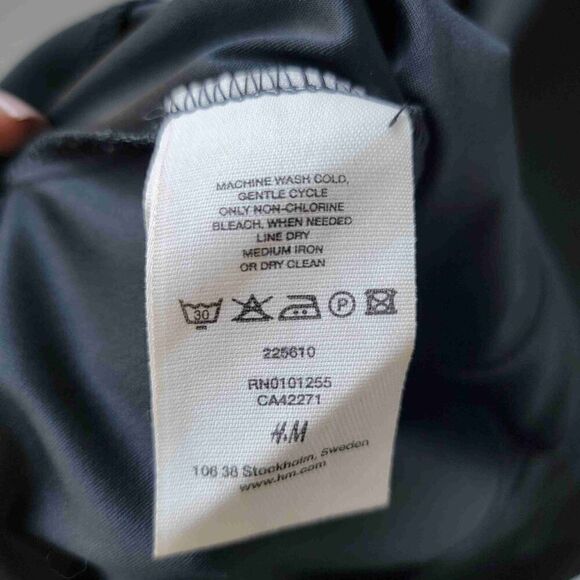 MACHINE WASH COLD,
GENTLE CYCLE
ONLY NON-CHLORINE
BLEACH, WHEN NEEDED
LINE DRY
MEDIUM IRON
OR DRY CLEAN
30 P
225610
RN0101255
CA42271
H.M
106 38 Stockholm, Sweden
www.hm.com